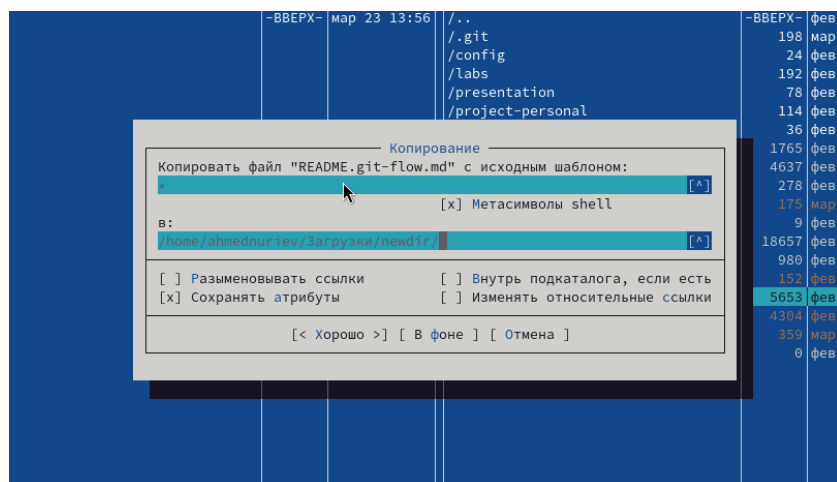 -ВВЕРХ- мар 23 13:56 /.. -ВВЕРХ- фев
/.git 198 мар
/config 24 фев
/labs 192 фев
/presentation 78 фев
/project-personal 114 фев
36 фев
Копирование 1765 фев
Копировать файл "README.git-flow.md" с исходным шаблоном: 4637 фев
* [^] 278 фев
[x] Метасимволы shell 175 мар
в: 9 фев
/home/ahmednuriev/Загрузки/newdir/ [^] 18657 фев
980 фев
[ ] Разыменовывать ссылки [ ] Внутрь подкаталога, если есть 152 фев
[x] Сохранять атрибуты [ ] Изменять относительные ссылки 5653 фев
4304 фев
[< Хорошо >] [ В фоне ] [ Отмена ] 359 мар
0 фев